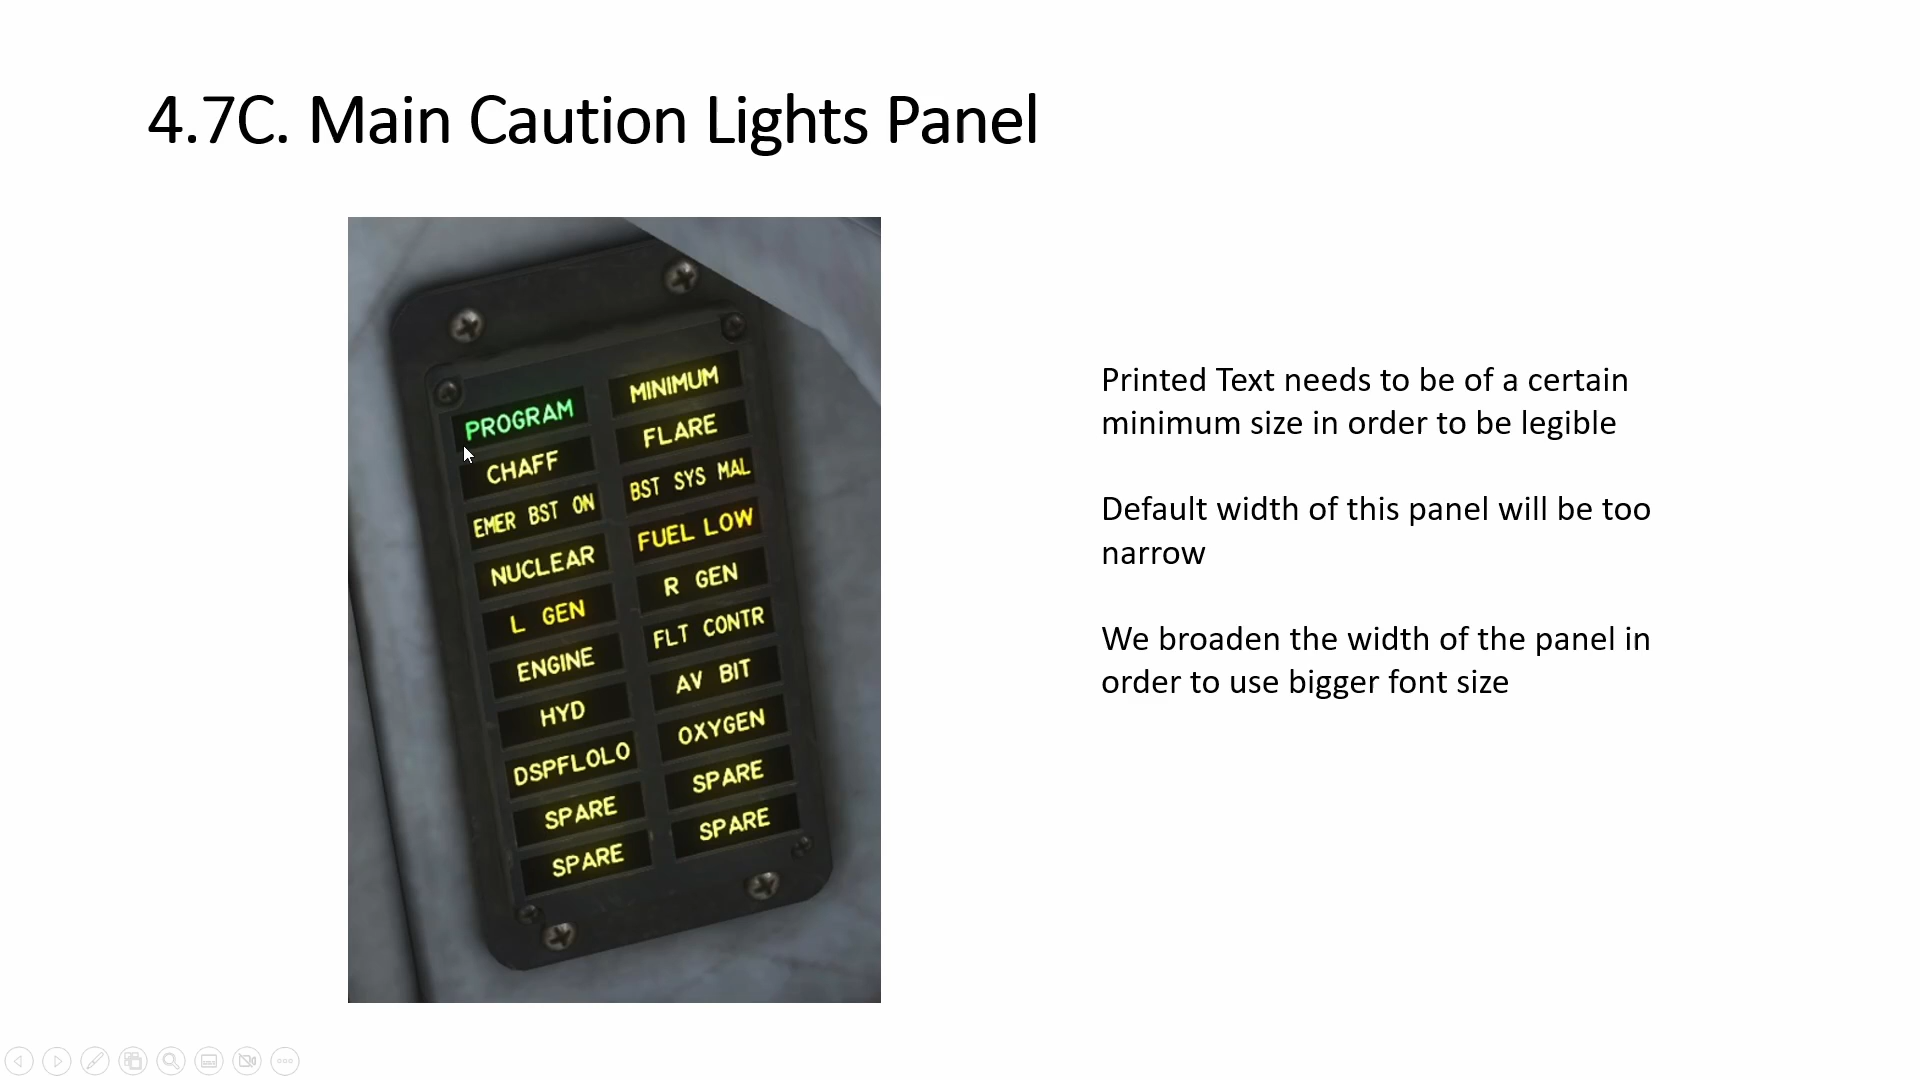 4.7C. Main Caution Lights Panel
PROGRAM
MINIMUM
CHAFF
FLARE
EMER BST ON
BST SYS MAL
NUCLEAR
FUEL LOW
L GEN
R GEN
ENGINE
FLT CONTR
HYD
AV BIT
DSPFLOLO
OXYGEN
SPARE
SPARE
SPARE
SPARE
Printed Text needs to be of a certain
minimum size in order to be legible
Default width of this panel will be too
narrow
We broaden the width of the panel in
order to use bigger font size